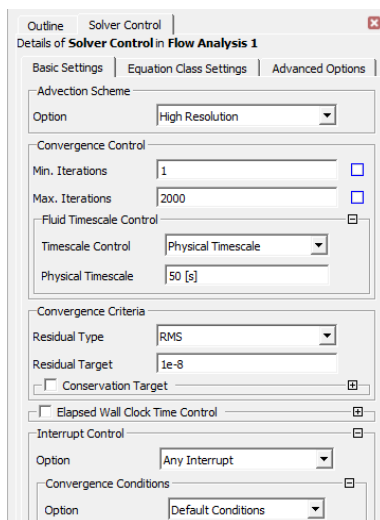 Outline Solver Control
Details of Solver Control in Flow Analysis 1
Basic Settings Equation Class Settings Advanced Options
Advection Scheme
Option High Resolution
Convergence Control
Min. Iterations 1
Max. Iterations 2000
Fluid Timescale Control
Timescale Control Physical Timescale
Physical Timescale 50 [s]
Convergence Criteria
Residual Type RMS
Residual Target 1e-8
Conservation Target
Elapsed Wall Clock Time Control
Interrupt Control
Option Any Interrupt
Convergence Conditions
Option Default Conditions